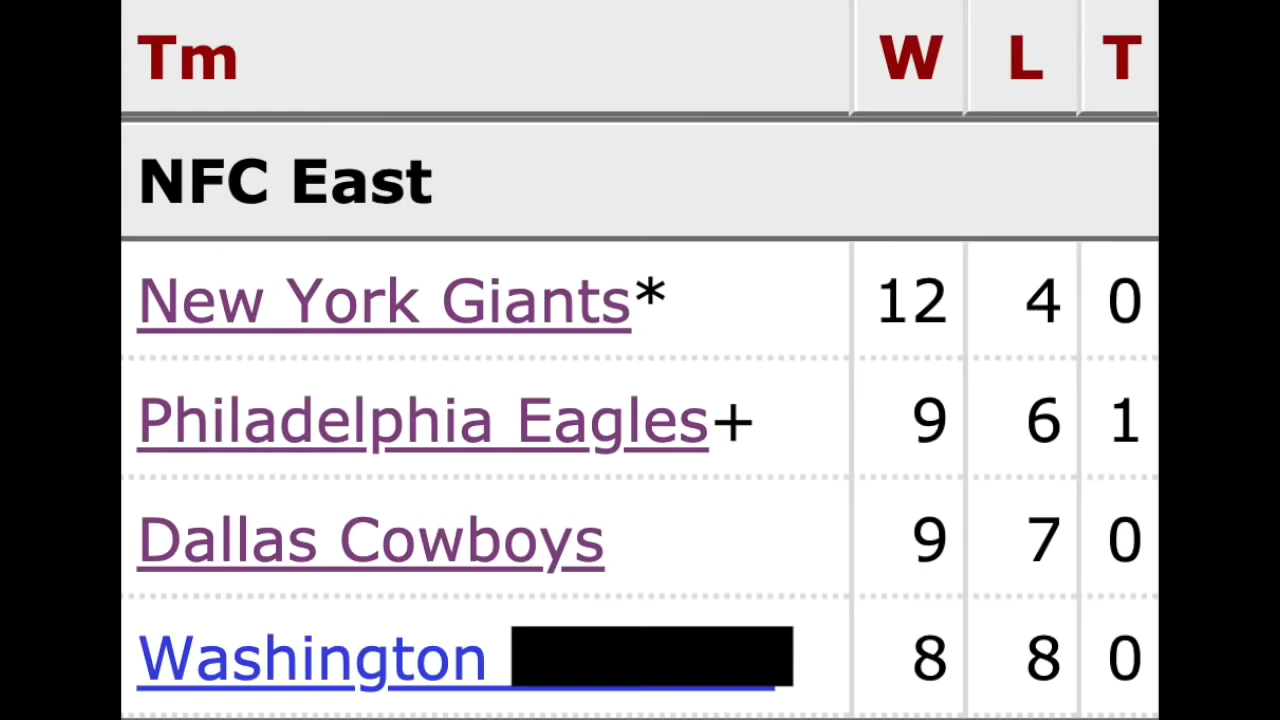 Tm W L T
NFC East
New York Giants* 12 4 0
Philadelphia Eagles+ 9 6 1
Dallas Cowboys 9 7 0
Washington 8 8 0